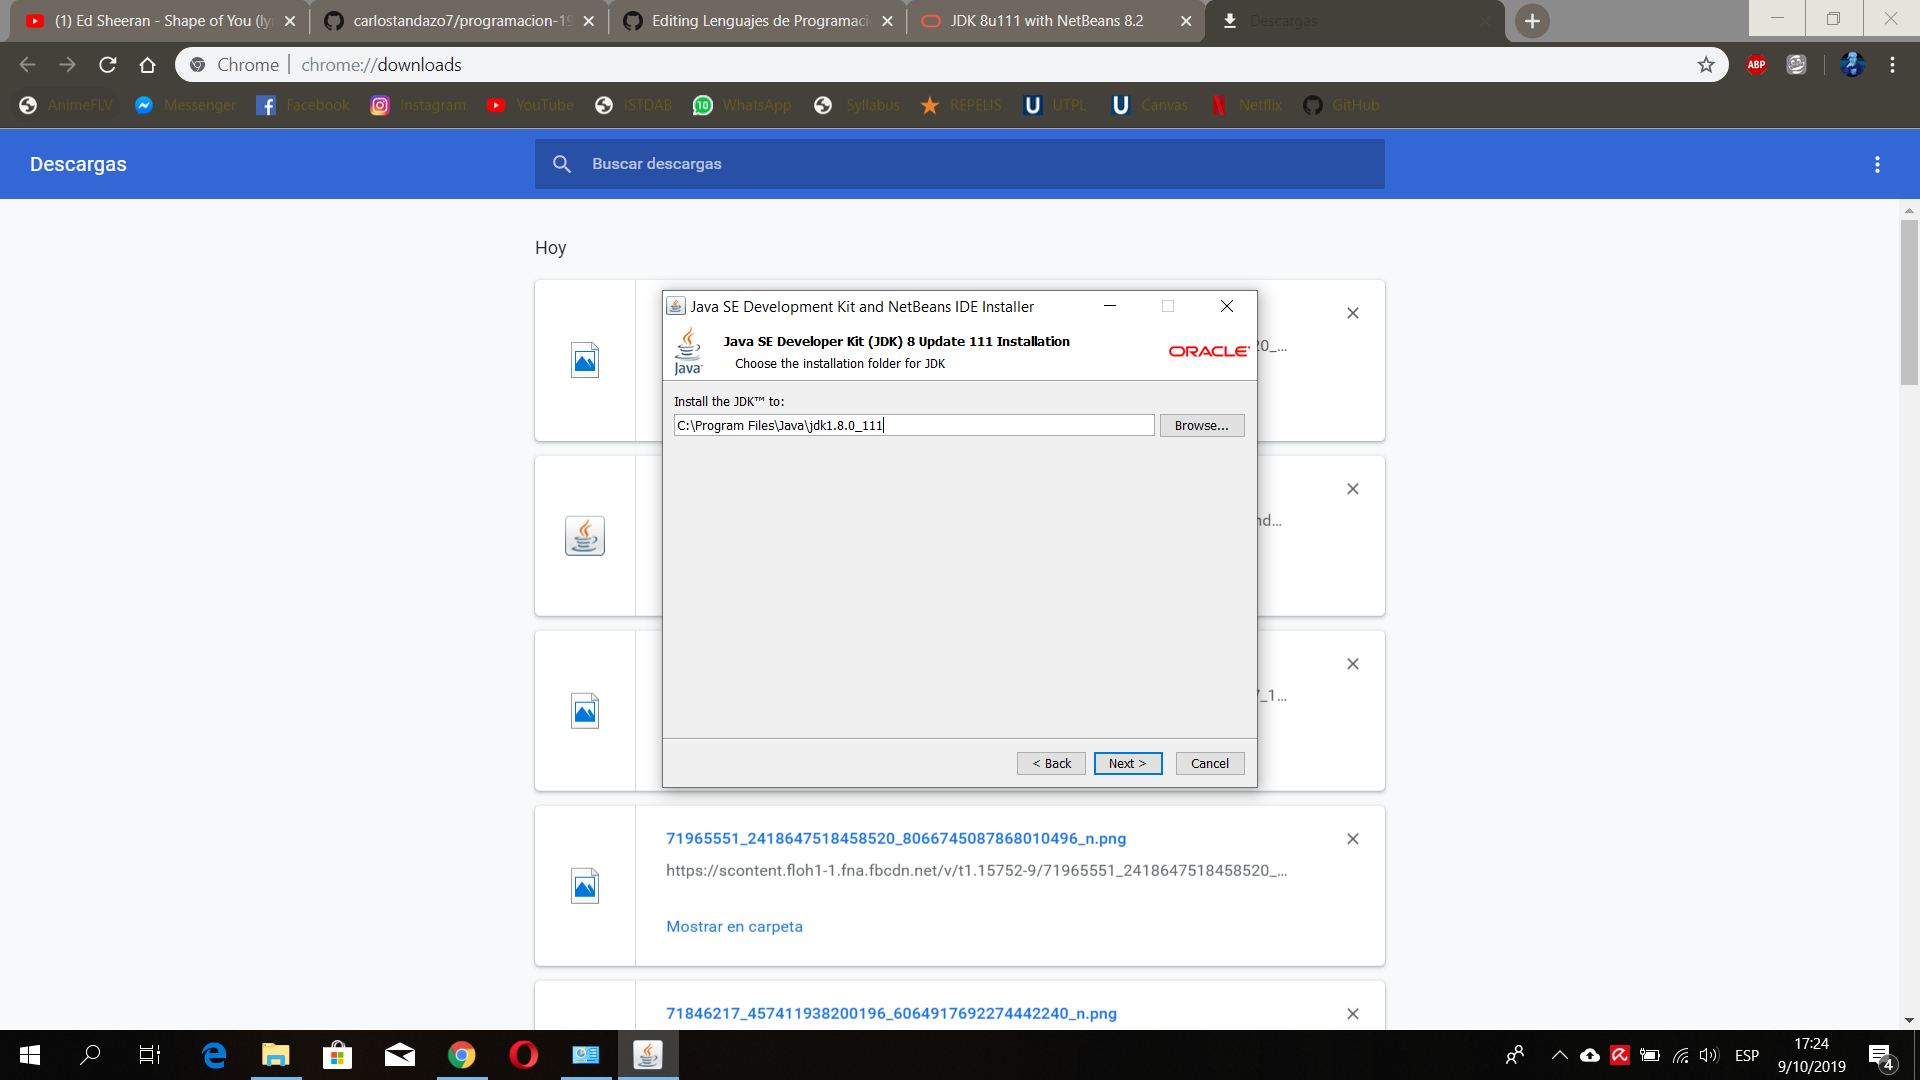 (1) Ed Sheeran - Shape of You (ly
carlostandazo7/programacion-19
Editing Lenguajes de Programaci
JDK 8u111 with NetBeans 8.2
Descargas
Chrome
chrome://downloads
ABP
AnimeFLV
Messenger
Facebook
Instagram
YouTube
ISTDAB
10
WhatsApp
Syllabus
REPELIS
UTPL
Canvas
Netflix
GitHub
Descargas
Buscar descargas
Hoy
Java SE Development Kit and NetBeans IDE Installer
Java
Java SE Developer Kit (JDK) 8 Update 111 Installation
Choose the installation folder for JDK
ORACLE
20_...
Install the JDK™ to:
C:\Program Files\Java\jdk1.8.0_111
Browse...
nd...
7_1...
< Back
Next >
Cancel
71965551_2418647518458520_8066745087868010496_n.png
https://scontent.floh1-1.fna.fbcdn.net/v/t1.15752-9/71965551_2418647518458520_...
Mostrar en carpeta
71846217_457411938200196_6064917692274442240_n.png
ESP
17:24
9/10/2019
4